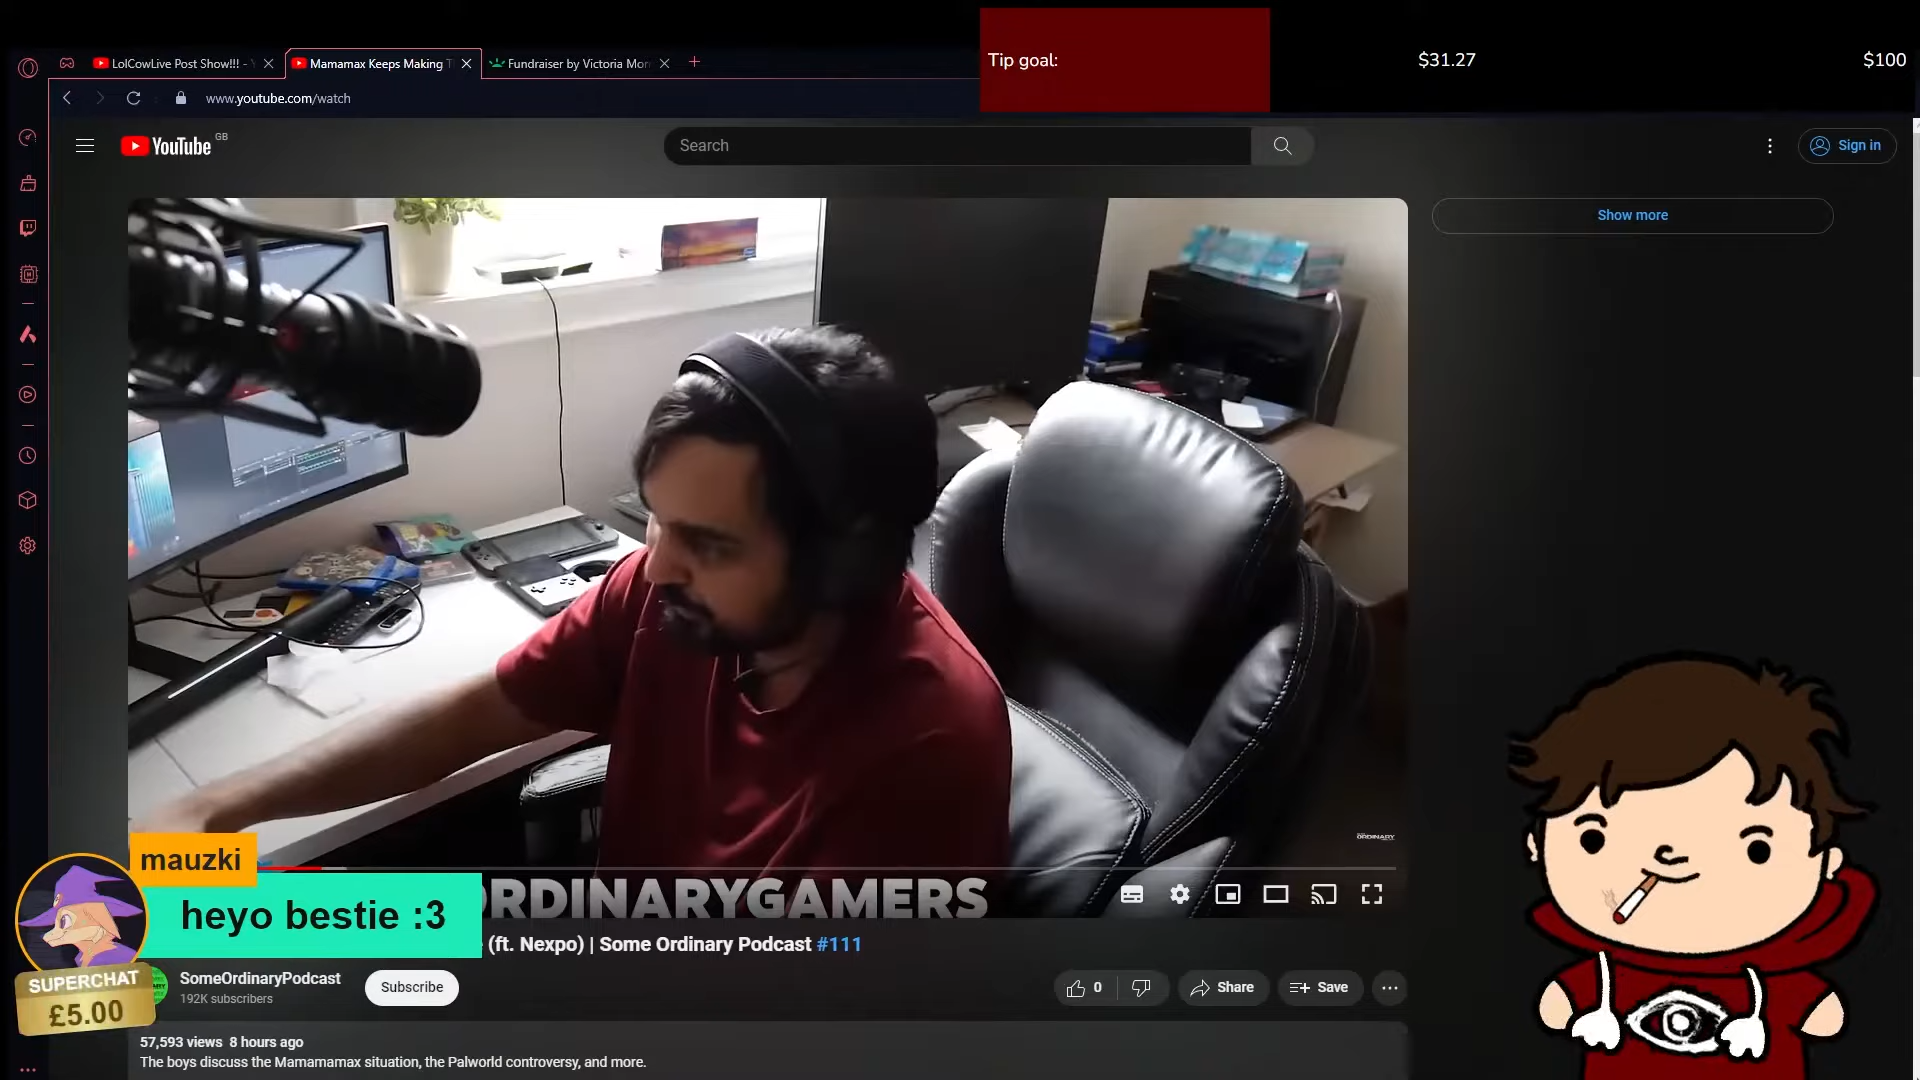 Tip goal:
$31.27
$100
LolCowLive Post Show!!! -
Mamamax Keeps Making T
Fundraiser by Victoria Mor
www.youtube.com/watch
YouTube
GB
Search
Sign in
Show more
ORDINARY
mauzki
heyo bestie :3
RDINARYGAMERS
(ft. Nexpo) | Some Ordinary Podcast #111
SUPERCHAT
£5.00
SomeOrdinaryPodcast
192K subscribers
Subscribe
0
Share
Save
57,593 views 8 hours ago
The boys discuss the Mamamamax situation, the Palworld controversy, and more.